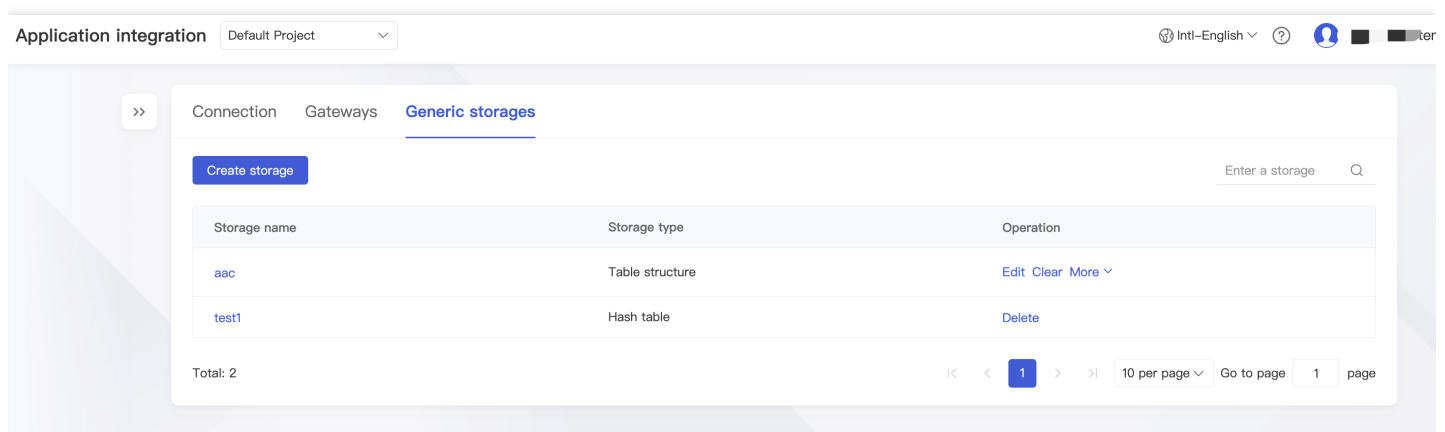 Application integration Default Project Intl-English
Connection Gateways Generic storages
Create storage Enter a storage
Storage name Storage type Operation
aac Table structure Edit Clear More
test1 Hash table Delete
Total: 2 1 10 per page Go to page 1 page